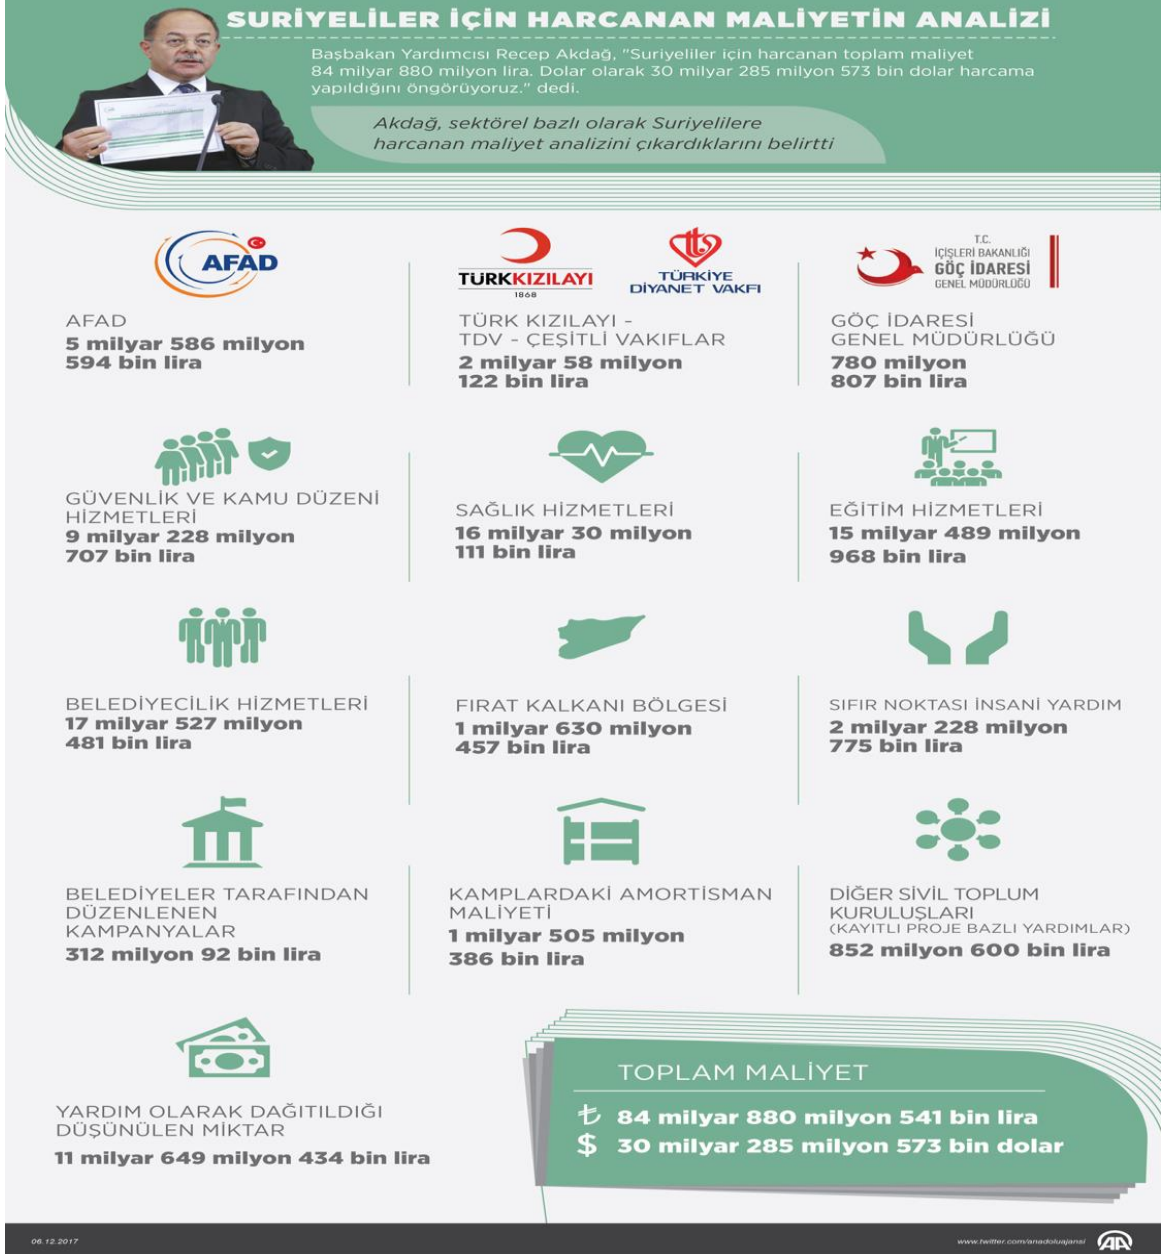 SURİYELİLER İÇİN HARCANAN MALİYETİN ANALİZİ
Başbakan Yardımcısı Recep Akdağ, "Suriyeliler için harcanan toplam maliyet
84 milyar 880 milyon lira. Dolar olarak 30 milyar 285 milyon 573 bin dolar harcama
yapıldığını öngörüyoruz." dedi.
Akdağ, sektörel bazlı olarak Suriyelilere
harcanan maliyet analizini çıkardıklarını belirtti
AFAD
AFAD
5 milyar 586 milyon
594 bin lira
TÜRKKIZILAYI
1868
TÜRKİYE
DİYANET VAKFI
TÜRK KIZILAYI -
TDV - ÇEŞİTLİ VAKIFLAR
2 milyar 58 milyon
122 bin lira
T.C.
İÇİŞLERİ BAKANLIĞI
GÖÇ İDARESİ
GENEL MÜDÜRLÜĞÜ
GÖÇ İDARESİ
GENEL MÜDÜRLÜĞÜ
780 milyon
807 bin lira
GÜVENLİK VE KAMU DÜZENİ
HİZMETLERİ
9 milyar 228 milyon
707 bin lira
SAĞLIK HİZMETLERİ
16 milyar 30 milyon
111 bin lira
EĞİTİM HİZMETLERİ
15 milyar 489 milyon
968 bin lira
BELEDİYECİLİK HİZMETLERİ
17 milyar 527 milyon
481 bin lira
FIRAT KALKANI BÖLGESİ
1 milyar 630 milyon
457 bin lira
SIFIR NOKTASI İNSANİ YARDIM
2 milyar 228 milyon
775 bin lira
BELEDİYELER TARAFINDAN
DÜZENLENEN
KAMPANYALAR
312 milyon 92 bin lira
KAMPLARDAKİ AMORTİSMAN
MALİYETİ
1 milyar 505 milyon
386 bin lira
DİĞER SİVİL TOPLUM
KURULUŞLARI
(KAYITLI PROJE BAZLI YARDIMLAR)
852 milyon 600 bin lira
YARDIM OLARAK DAĞITILDIĞI
DÜŞÜNÜLEN MİKTAR
11 milyar 649 milyon 434 bin lira
TOPLAM MALİYET
₺ 84 milyar 880 milyon 541 bin lira
$ 30 milyar 285 milyon 573 bin dolar
06.12.2017
www.twitter.com/anadoluajansi
AA